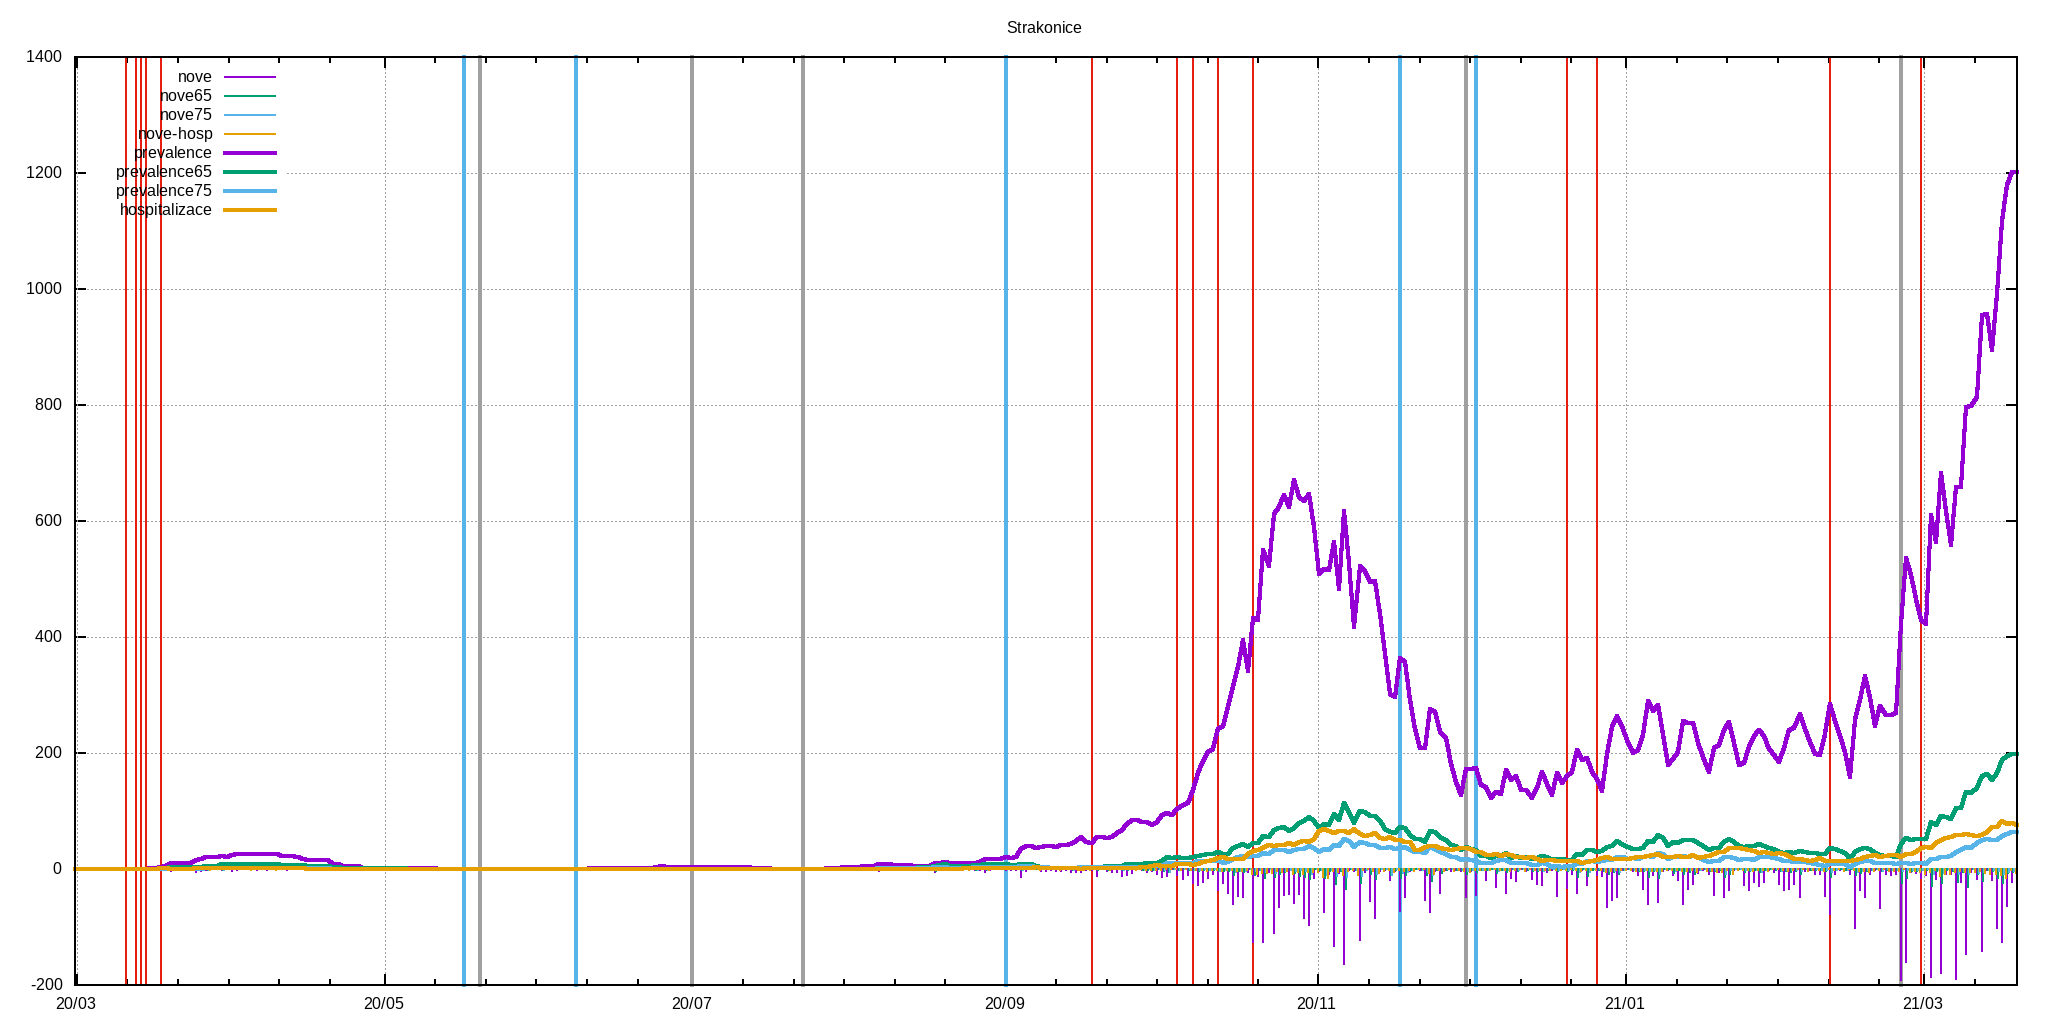 Strakonice
1400
nove
nove65
nove75
nove-hosp
prevalence
prevalence65
prevalence75
hospitalizace
1200
1000
800
600
400
200
0
-200
20/03 20/05 20/07 20/09 20/11 21/01 21/03